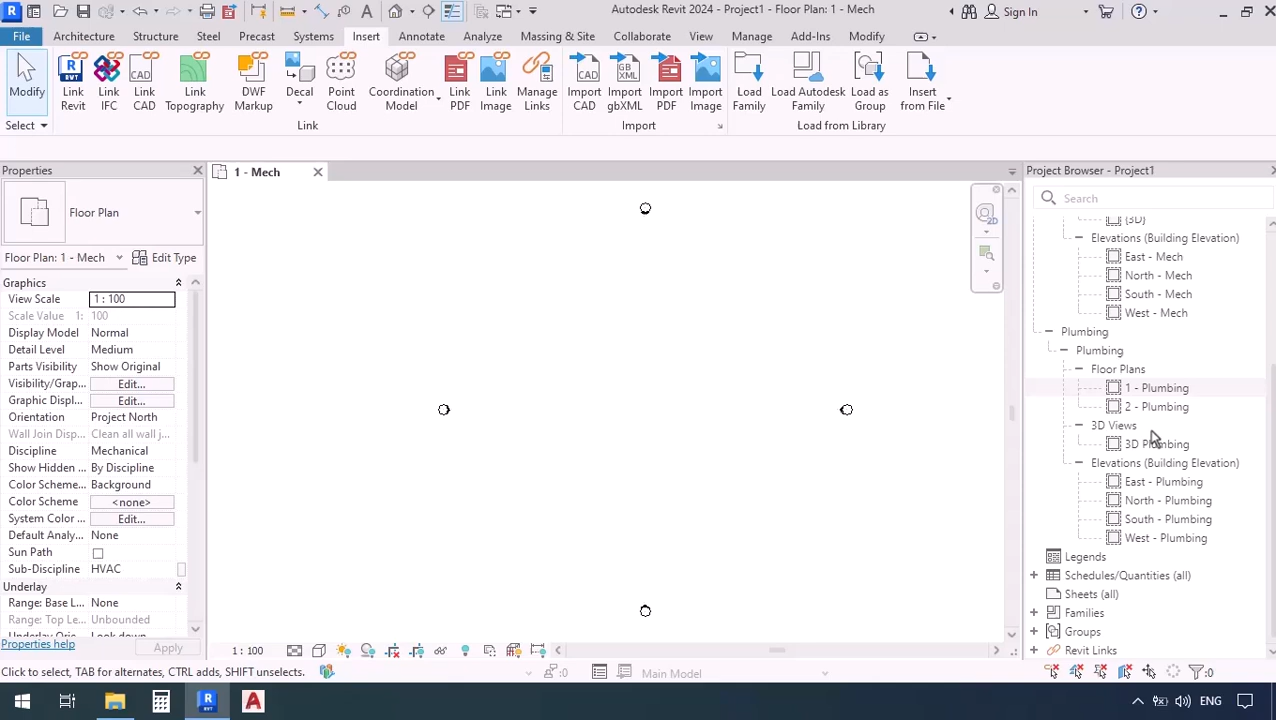 Autodesk Revit 2024 - Project1 - Floor Plan: 1 - Mech
Sign In
File Architecture Structure Steel Precast Systems Insert Annotate Analyze Massing & Site Collaborate View Manage Add-Ins Modify
Modify
Link Revit
Link IFC
Link CAD
Link Topography
DWF Markup
Decal
Point Cloud
Coordination Model
Link PDF
Link Image
Manage Links
Import CAD
Import gbXML
Import PDF
Import Image
Load Family
Load Autodesk Family
Load as Group
Insert from File
Select
Link
Import
Load from Library
Properties
1 - Mech
Project Browser - Project1
Floor Plan
2D
Search
Floor Plan: 1 - Mech
Edit Type
Graphics
View Scale 1 : 100
Scale Value 1: 100
Display Model Normal
Detail Level Medium
Parts Visibility Show Original
Visibility/Grap... Edit...
Graphic Displ... Edit...
Orientation Project North
Wall Join Disp... Clean all wall j...
Discipline Mechanical
Show Hidden ... By Discipline
Color Scheme... Background
Color Scheme <none>
System Color ... Edit...
Default Analy... None
Sun Path
Sub-Discipline HVAC
Underlay
Range: Base L... None
Range: Top Le... Unbounded
Underlay Orie... Look down
Properties help
Apply
{3D}
Elevations (Building Elevation)
East - Mech
North - Mech
South - Mech
West - Mech
Plumbing
Plumbing
Floor Plans
1 - Plumbing
2 - Plumbing
3D Views
3D Plumbing
Elevations (Building Elevation)
East - Plumbing
North - Plumbing
South - Plumbing
West - Plumbing
Legends
Schedules/Quantities (all)
Sheets (all)
Families
Groups
Revit Links
1 : 100
Click to select, TAB for alternates, CTRL adds, SHIFT unselects.
:0
Main Model
:0
ENG